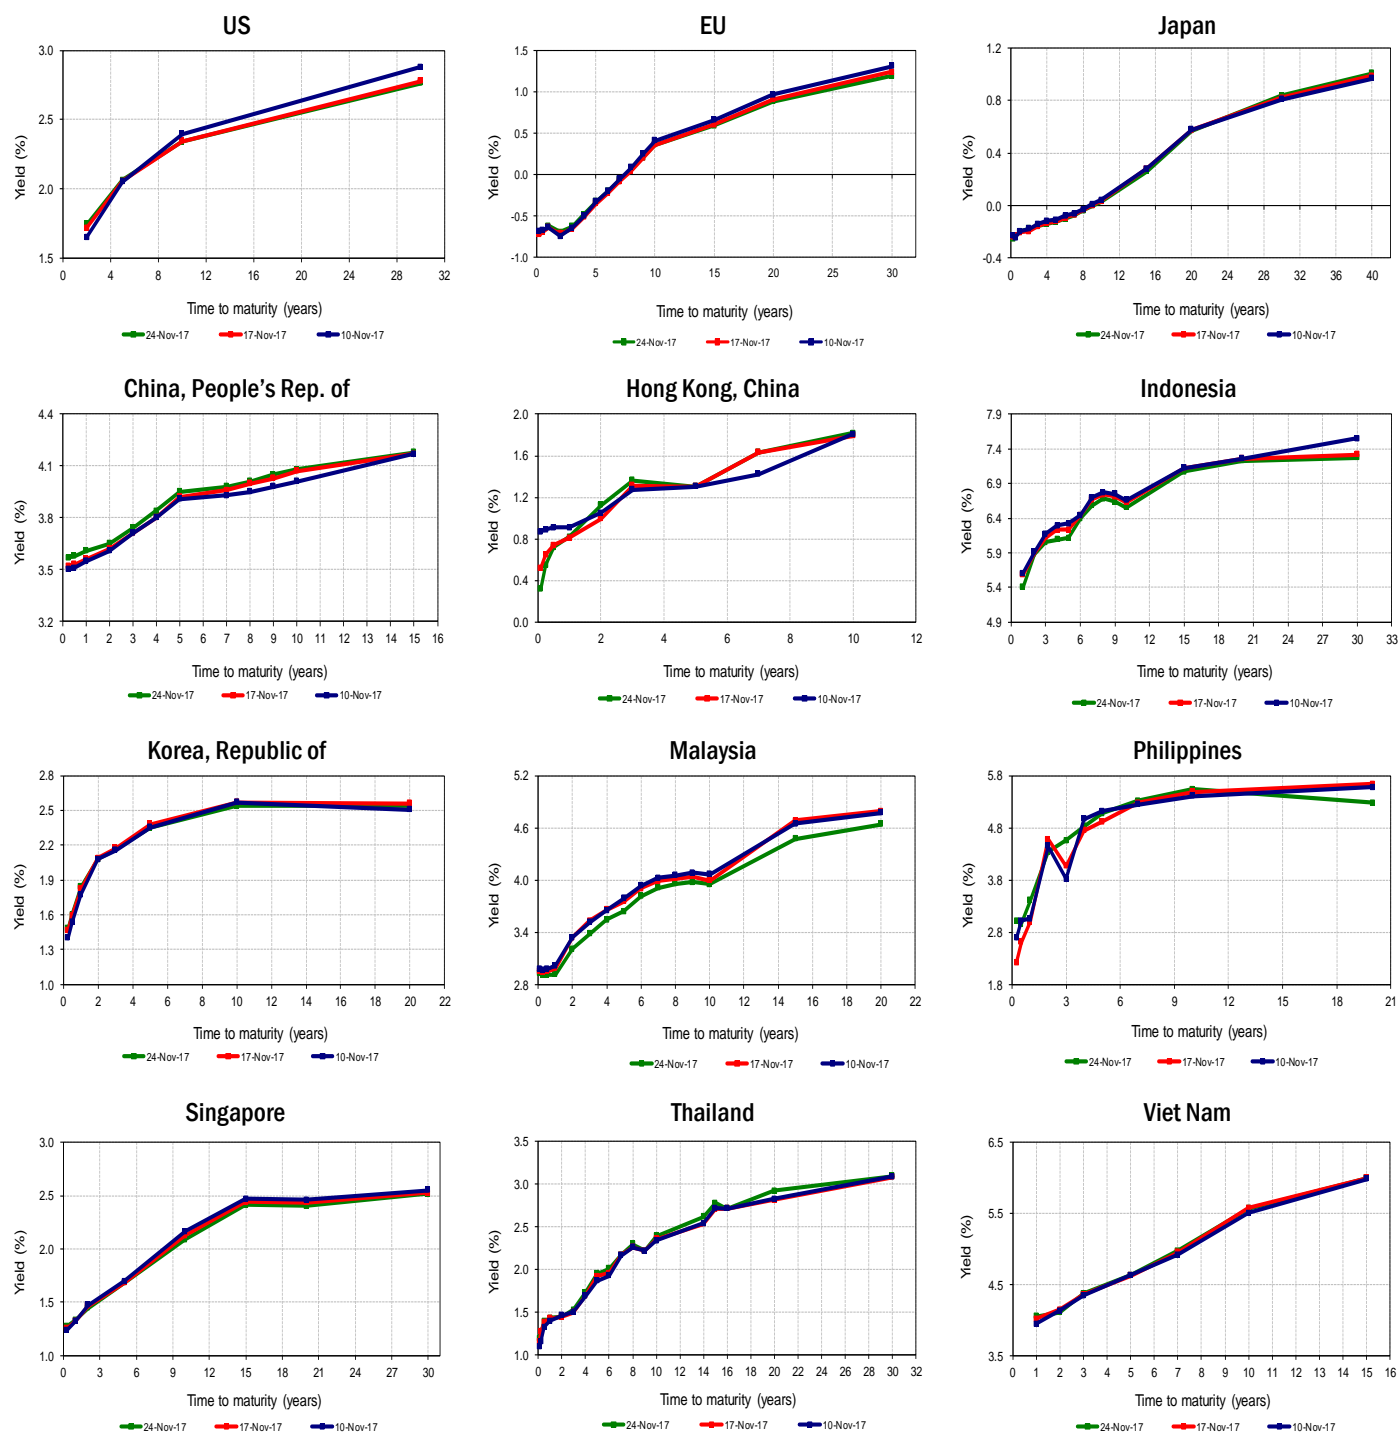 US
EU
Japan
3.0
2.5
2.0
1.5
Yield (%)
0 4 8 12 16 20 24 28 32
Time to maturity (years)
24-Nov-17 17-Nov-17 10-Nov-17
1.5
1.0
0.5
0.0
-0.5
-1.0
Yield (%)
0 5 10 15 20 25 30
Time to maturity (years)
24-Nov-17 17-Nov-17 10-Nov-17
1.2
0.8
0.4
0.0
-0.4
Yield (%)
0 4 8 12 16 20 24 28 32 36 40
Time to maturity (years)
24-Nov-17 17-Nov-17 10-Nov-17
China, People's Rep. of
Hong Kong, China
Indonesia
4.4
4.1
3.8
3.5
3.2
Yield (%)
0 1 2 3 4 5 6 7 8 9 10 11 12 13 14 15 16
Time to maturity (years)
24-Nov-17 17-Nov-17 10-Nov-17
2.0
1.6
1.2
0.8
0.4
0.0
Yield (%)
0 2 4 6 8 10 12
Time to maturity (years)
24-Nov-17 17-Nov-17 10-Nov-17
7.9
7.4
6.9
6.4
5.9
5.4
4.9
Yield (%)
0 3 6 9 12 15 18 21 24 27 30 33
Time to maturity (years)
24-Nov-17 17-Nov-17 10-Nov-17
Korea, Republic of
Malaysia
Philippines
2.8
2.5
2.2
1.9
1.6
1.3
1.0
Yield (%)
0 2 4 6 8 10 12 14 16 18 20 22
Time to maturity (years)
24-Nov-17 17-Nov-17 10-Nov-17
5.2
4.6
4.0
3.4
2.8
Yield (%)
0 2 4 6 8 10 12 14 16 18 20 22
Time to maturity (years)
24-Nov-17 17-Nov-17 10-Nov-17
5.8
4.8
3.8
2.8
1.8
Yield (%)
0 3 6 9 12 15 18 21
Time to maturity (years)
24-Nov-17 17-Nov-17 10-Nov-17
Singapore
Thailand
Viet Nam
3.0
2.5
2.0
1.5
1.0
Yield (%)
0 3 6 9 12 15 18 21 24 27 30
Time to maturity (years)
24-Nov-17 17-Nov-17 10-Nov-17
3.5
3.0
2.5
2.0
1.5
1.0
Yield (%)
0 2 4 6 8 10 12 14 16 18 20 22 24 26 28 30 32
Time to maturity (years)
24-Nov-17 17-Nov-17 10-Nov-17
6.5
5.5
4.5
3.5
Yield (%)
0 1 2 3 4 5 6 7 8 9 10 11 12 13 14 15 16
Time to maturity (years)
24-Nov-17 17-Nov-17 10-Nov-17